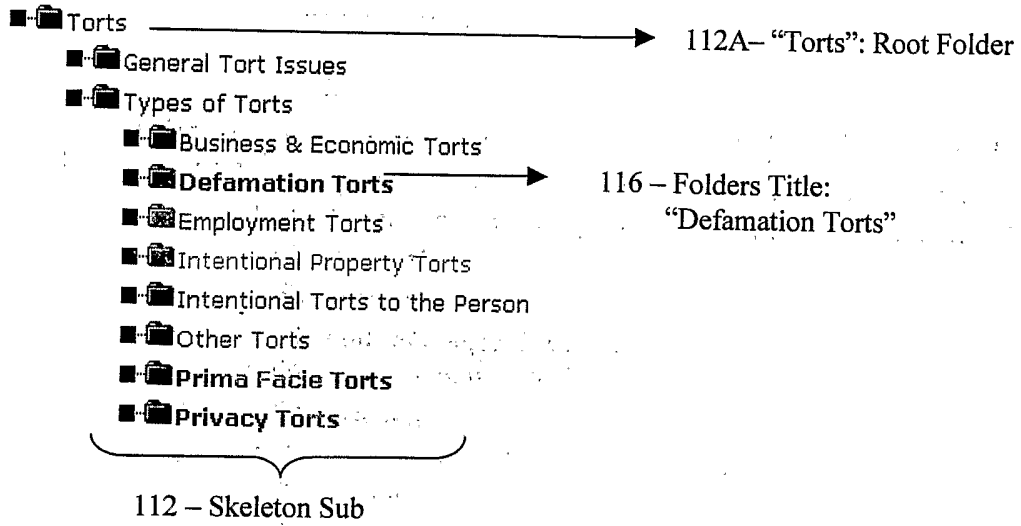 Torts
112A– “Torts”: Root Folder
General Tort Issues
Types of Torts
Business & Economic Torts
Defamation Torts
116 – Folders Title:
“Defamation Torts”
Employment Torts
Intentional Property Torts
Intentional Torts to the Person
Other Torts
Prima Facie Torts
Privacy Torts
112 – Skeleton Sub